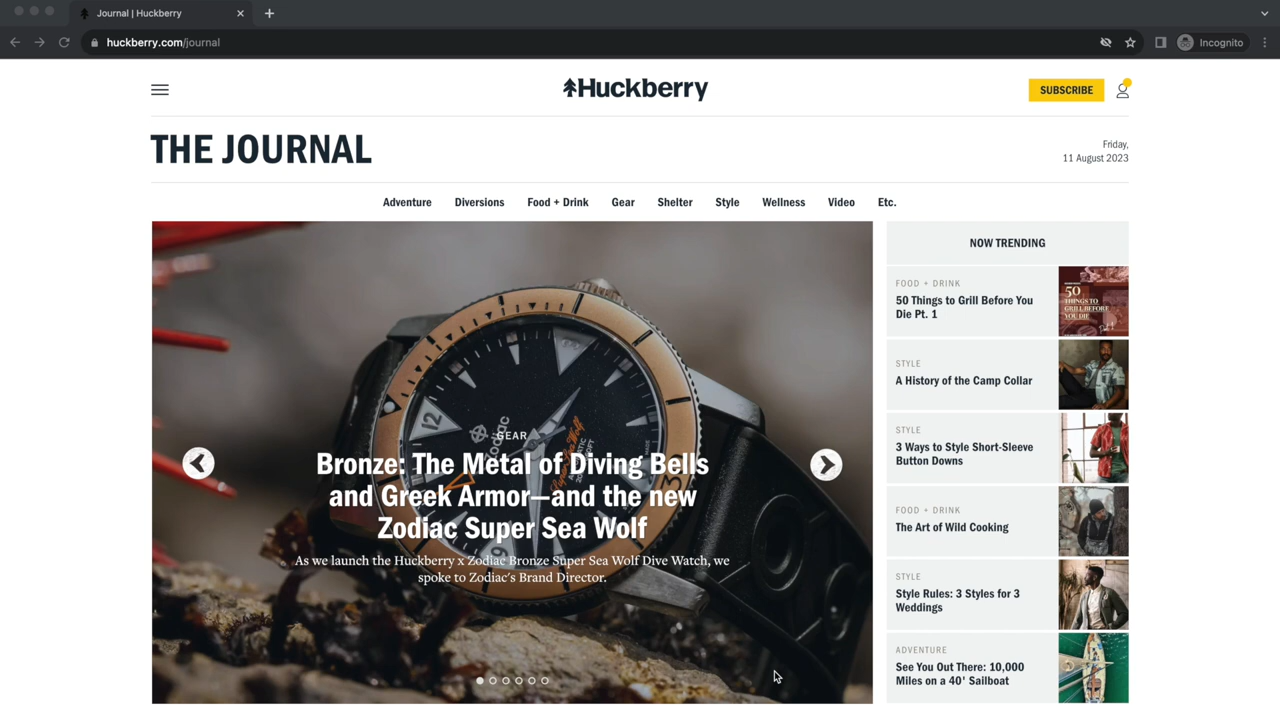 Journal | Huckberry
huckberry.com/journal
Incognito
Huckberry
SUBSCRIBE
THE JOURNAL
Friday,
11 August 2023
Adventure Diversions Food + Drink Gear Shelter Style Wellness Video Etc.
12
Zodiac
Super Sea Wolf
GEAR
Bronze: The Metal of Diving Bells
and Greek Armor—and the new
Zodiac Super Sea Wolf
As we launch the Huckberry x Zodiac Bronze Super Sea Wolf Dive Watch, we
spoke to Zodiac's Brand Director.
NOW TRENDING
FOOD + DRINK
50 Things to Grill Before You
Die Pt. 1
50
THINGS TO
GRILL BEFORE
YOU DIE
STYLE
A History of the Camp Collar
STYLE
3 Ways to Style Short-Sleeve
Button Downs
FOOD + DRINK
The Art of Wild Cooking
STYLE
Style Rules: 3 Styles for 3
Weddings
ADVENTURE
See You Out There: 10,000
Miles on a 40' Sailboat